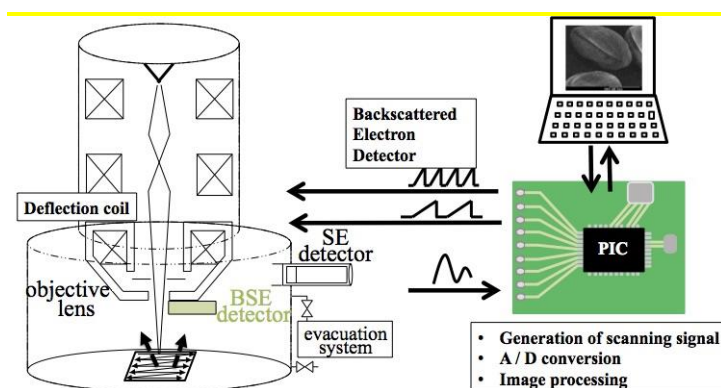 Backscattered
Electron
Detector
Deflection coil
SE
detector
objective
lens
BSE
detector
evacuation
system
PIC
• Generation of scanning signal
• A / D conversion
• Image processing